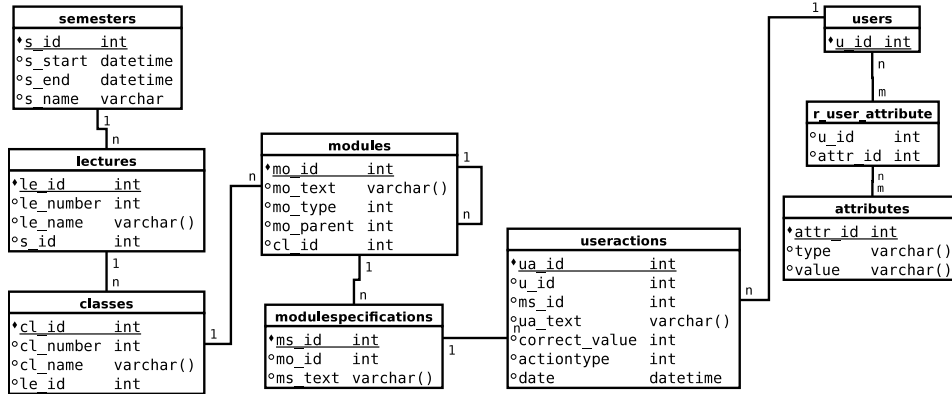 semesters
s_id int
s_start datetime
s_end datetime
s_name varchar
1
n
lectures
le_id int
le_number int
le_name varchar()
s_id int
1
n
classes
cl_id int
cl_number int
cl_name varchar()
le_id int
1
n
modules
mo_id int
mo_text varchar()
mo_type int
mo_parent int
cl_id int
1
n
1
n
modulespecifications
ms_id int
mo_id int
ms_text varchar()
1
n
useractions
ua_id int
u_id int
ms_id int
ua_text varchar()
correct_value int
actiontype int
date datetime
n
1
users
u_id int
n
m
r_user_attribute
u_id int
attr_id int
n
m
attributes
attr_id int
type varchar()
value varchar()